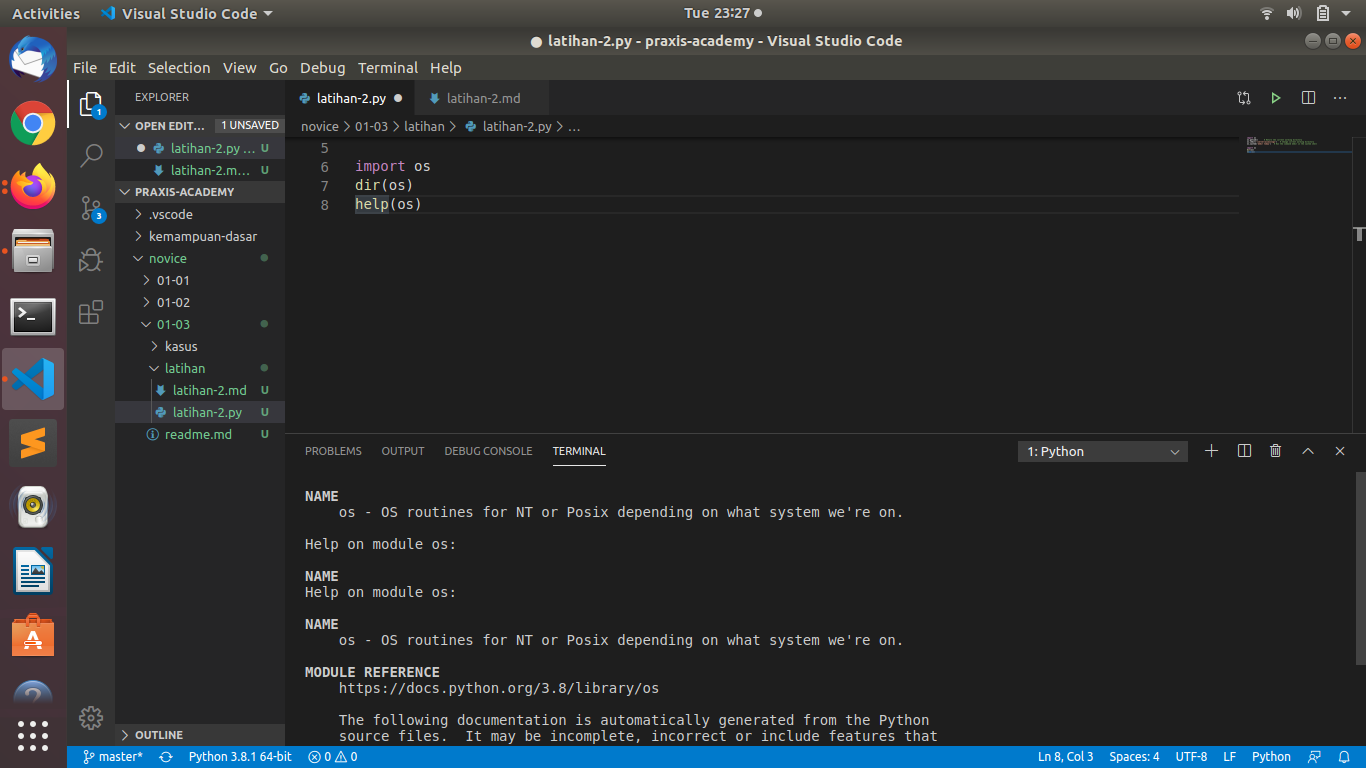 Activities
Visual Studio Code
Tue 23:27
latihan-2.py - praxis-academy - Visual Studio Code
File Edit Selection View Go Debug Terminal Help
EXPLORER
OPEN EDIT... 1 UNSAVED
latihan-2.py ... U
latihan-2.m... U
PRAXIS-ACADEMY
.vscode
kemampuan-dasar
novice
01-01
01-02
01-03
kasus
latihan
latihan-2.md U
latihan-2.py U
readme.md U
OUTLINE
1
3
latihan-2.py
latihan-2.md
novice > 01-03 > latihan > latihan-2.py > ...
5
6 import os
7 dir(os)
8 help(os)
PROBLEMS OUTPUT DEBUG CONSOLE TERMINAL
1: Python
NAME
os - OS routines for NT or Posix depending on what system we're on.
Help on module os:
NAME
Help on module os:
NAME
os - OS routines for NT or Posix depending on what system we're on.
MODULE REFERENCE
https://docs.python.org/3.8/library/os
The following documentation is automatically generated from the Python
source files.  It may be incomplete, incorrect or include features that
master* Python 3.8.1 64-bit 0 0 Ln 8, Col 3 Spaces: 4 UTF-8 LF Python